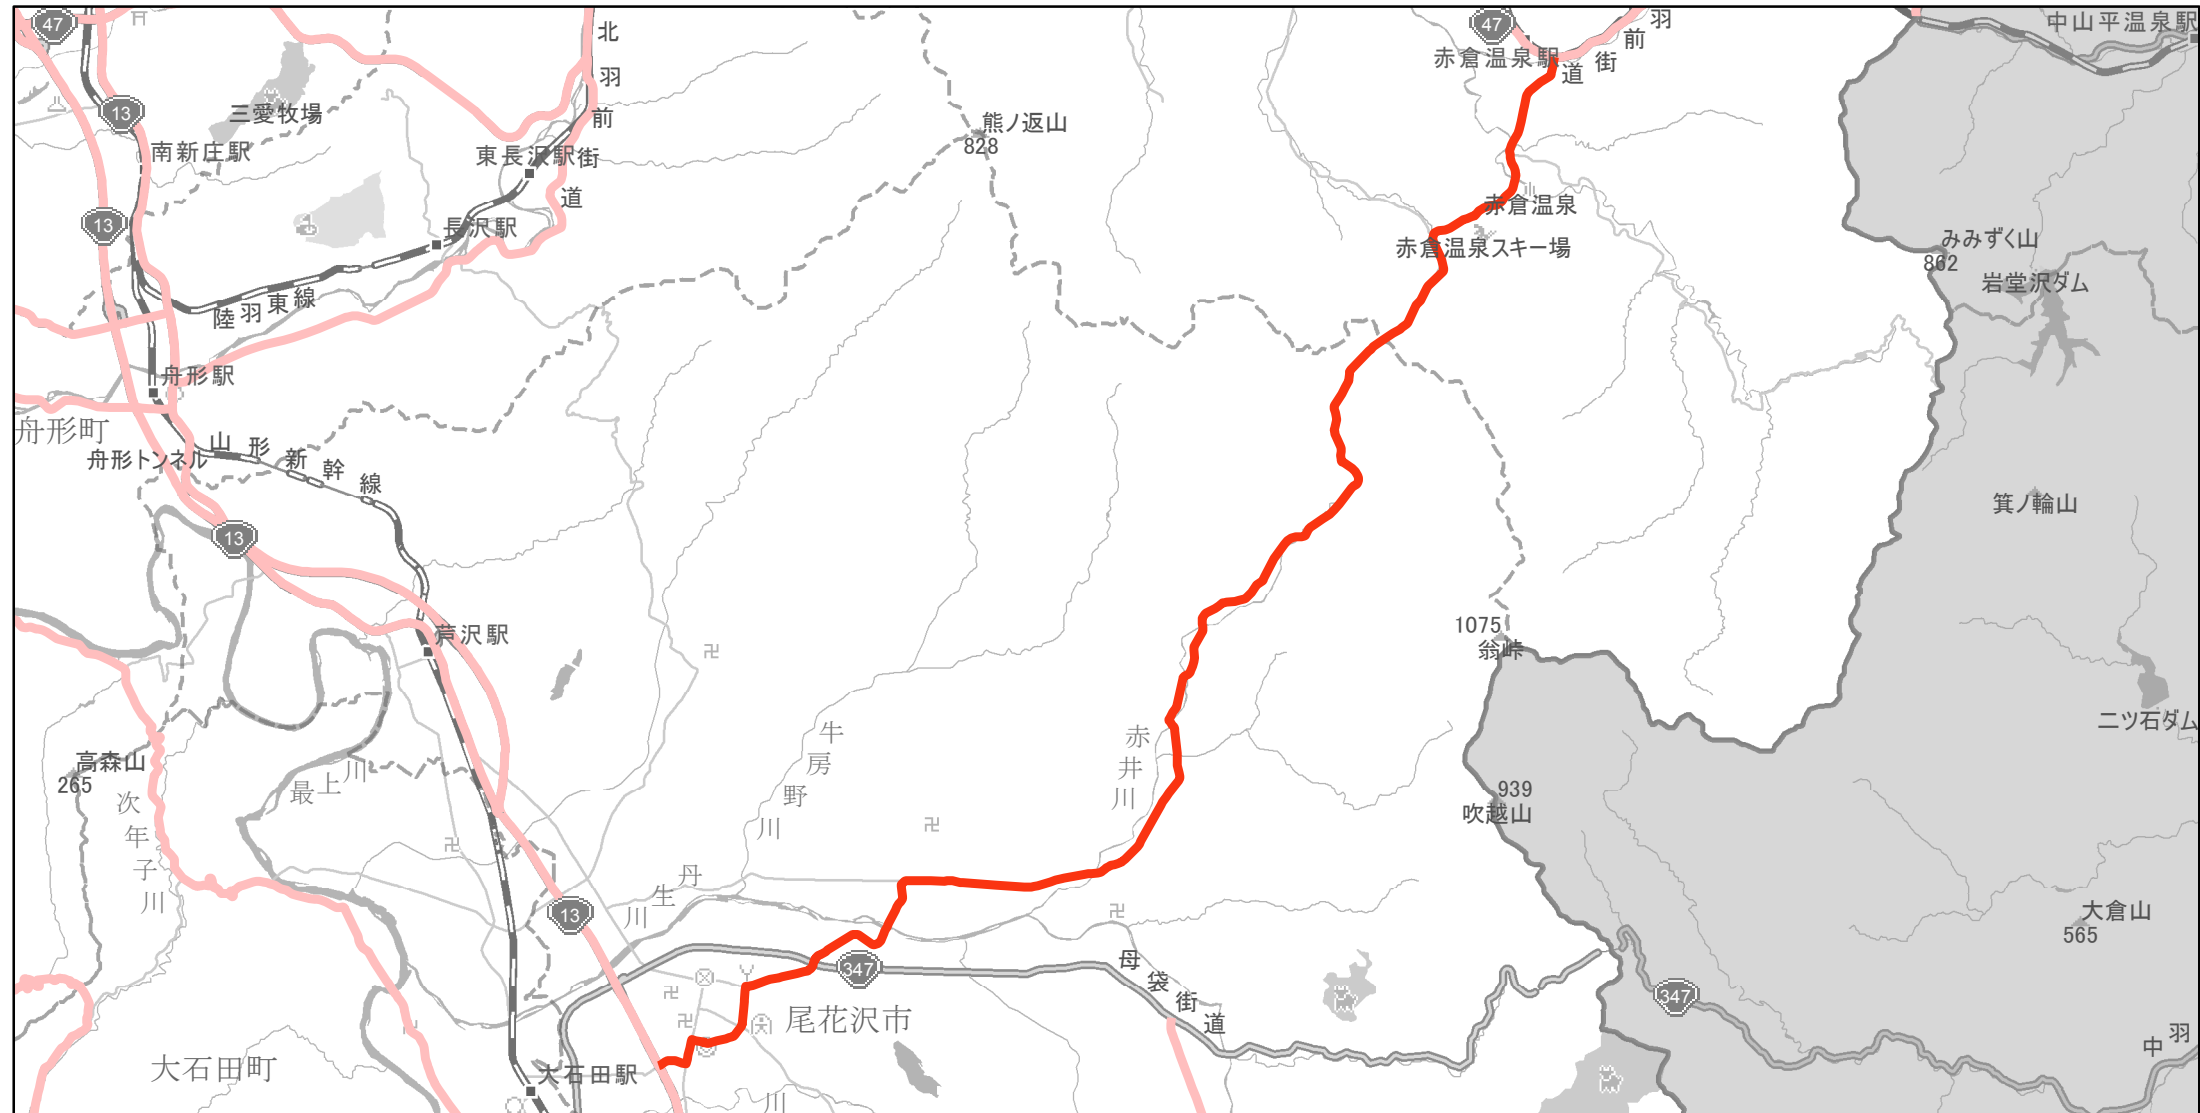 47
北羽前街道
47
赤倉温泉駅
羽前街道
中山平温泉駅
13
三愛牧場
南新庄駅
東長沢駅
熊ノ返山
828
13
長沢駅
赤倉温泉
赤倉温泉スキー場
みみずく山
862
岩堂沢ダム
陸羽東線
舟形駅
舟形町
舟形トンネル
山形新幹線
箕ノ輪山
13
芦沢駅
1075
翁峠
二ツ石ダム
高森山
265
最上川
次年子川
牛房野川
赤井川
939
吹越山
丹生川
13
大倉山
565
347
母袋街道
347
尾花沢市
大石田町
大石田駅
川
中羽